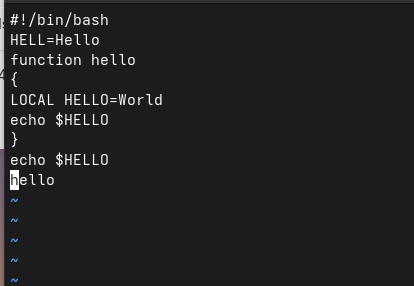 #!/bin/bash
HELL=Hello
function hello
{
LOCAL HELLO=World
echo $HELLO
}
echo $HELLO
hello
~
~
~
~
~